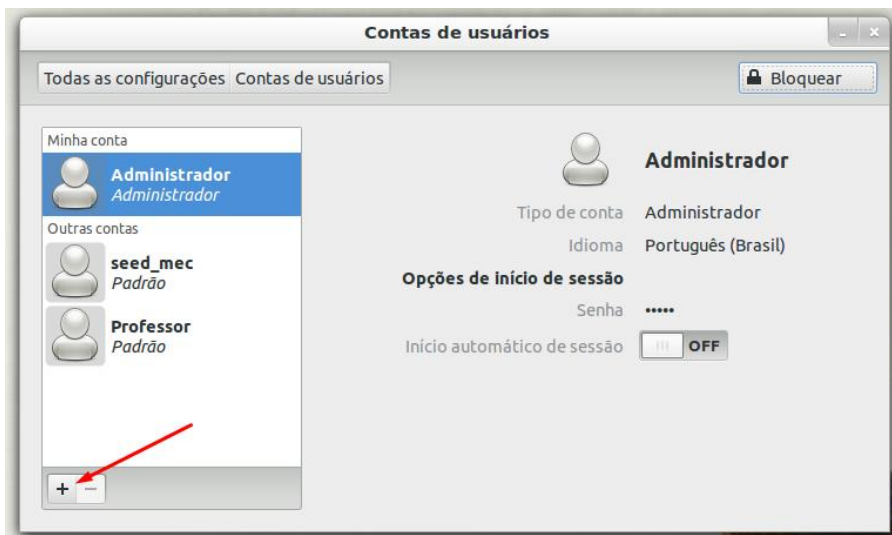 Contas de usuários
Todas as configurações Contas de usuários
Bloquear
Minha conta
Administrador
Administrador
Outras contas
seed_mec
Padrão
Professor
Padrão
+ −
Administrador
Tipo de conta Administrador
Idioma Português (Brasil)
Opções de início de sessão
Senha •••••
Início automático de sessão OFF